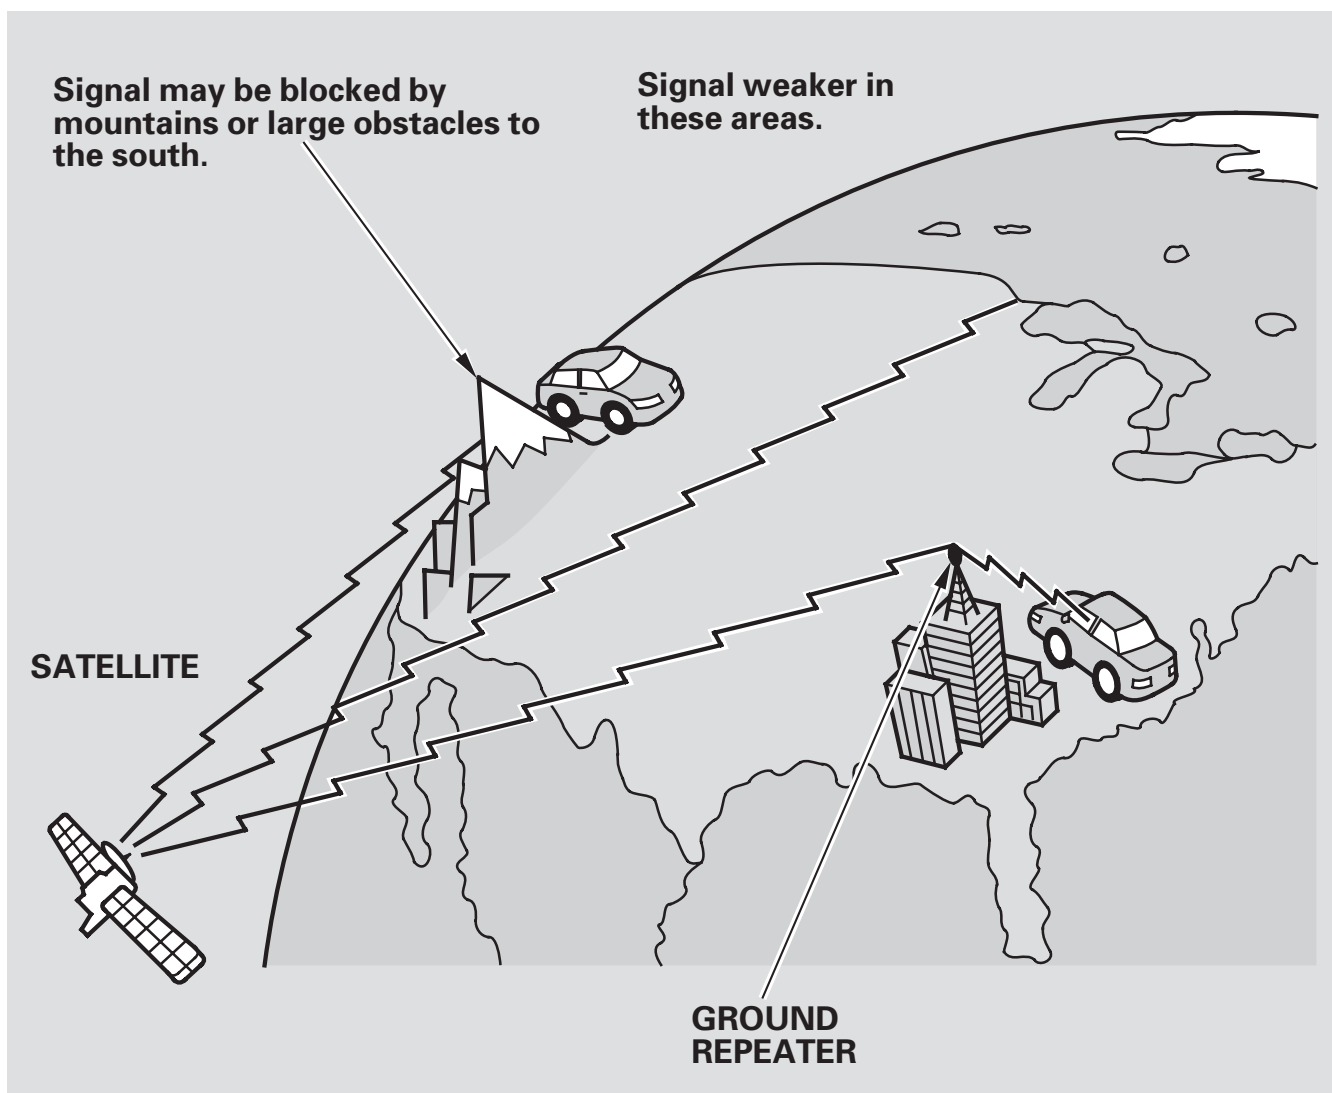 Signal may be blocked by
mountains or large obstacles to
the south.
Signal weaker in
these areas.
SATELLITE
GROUND
REPEATER